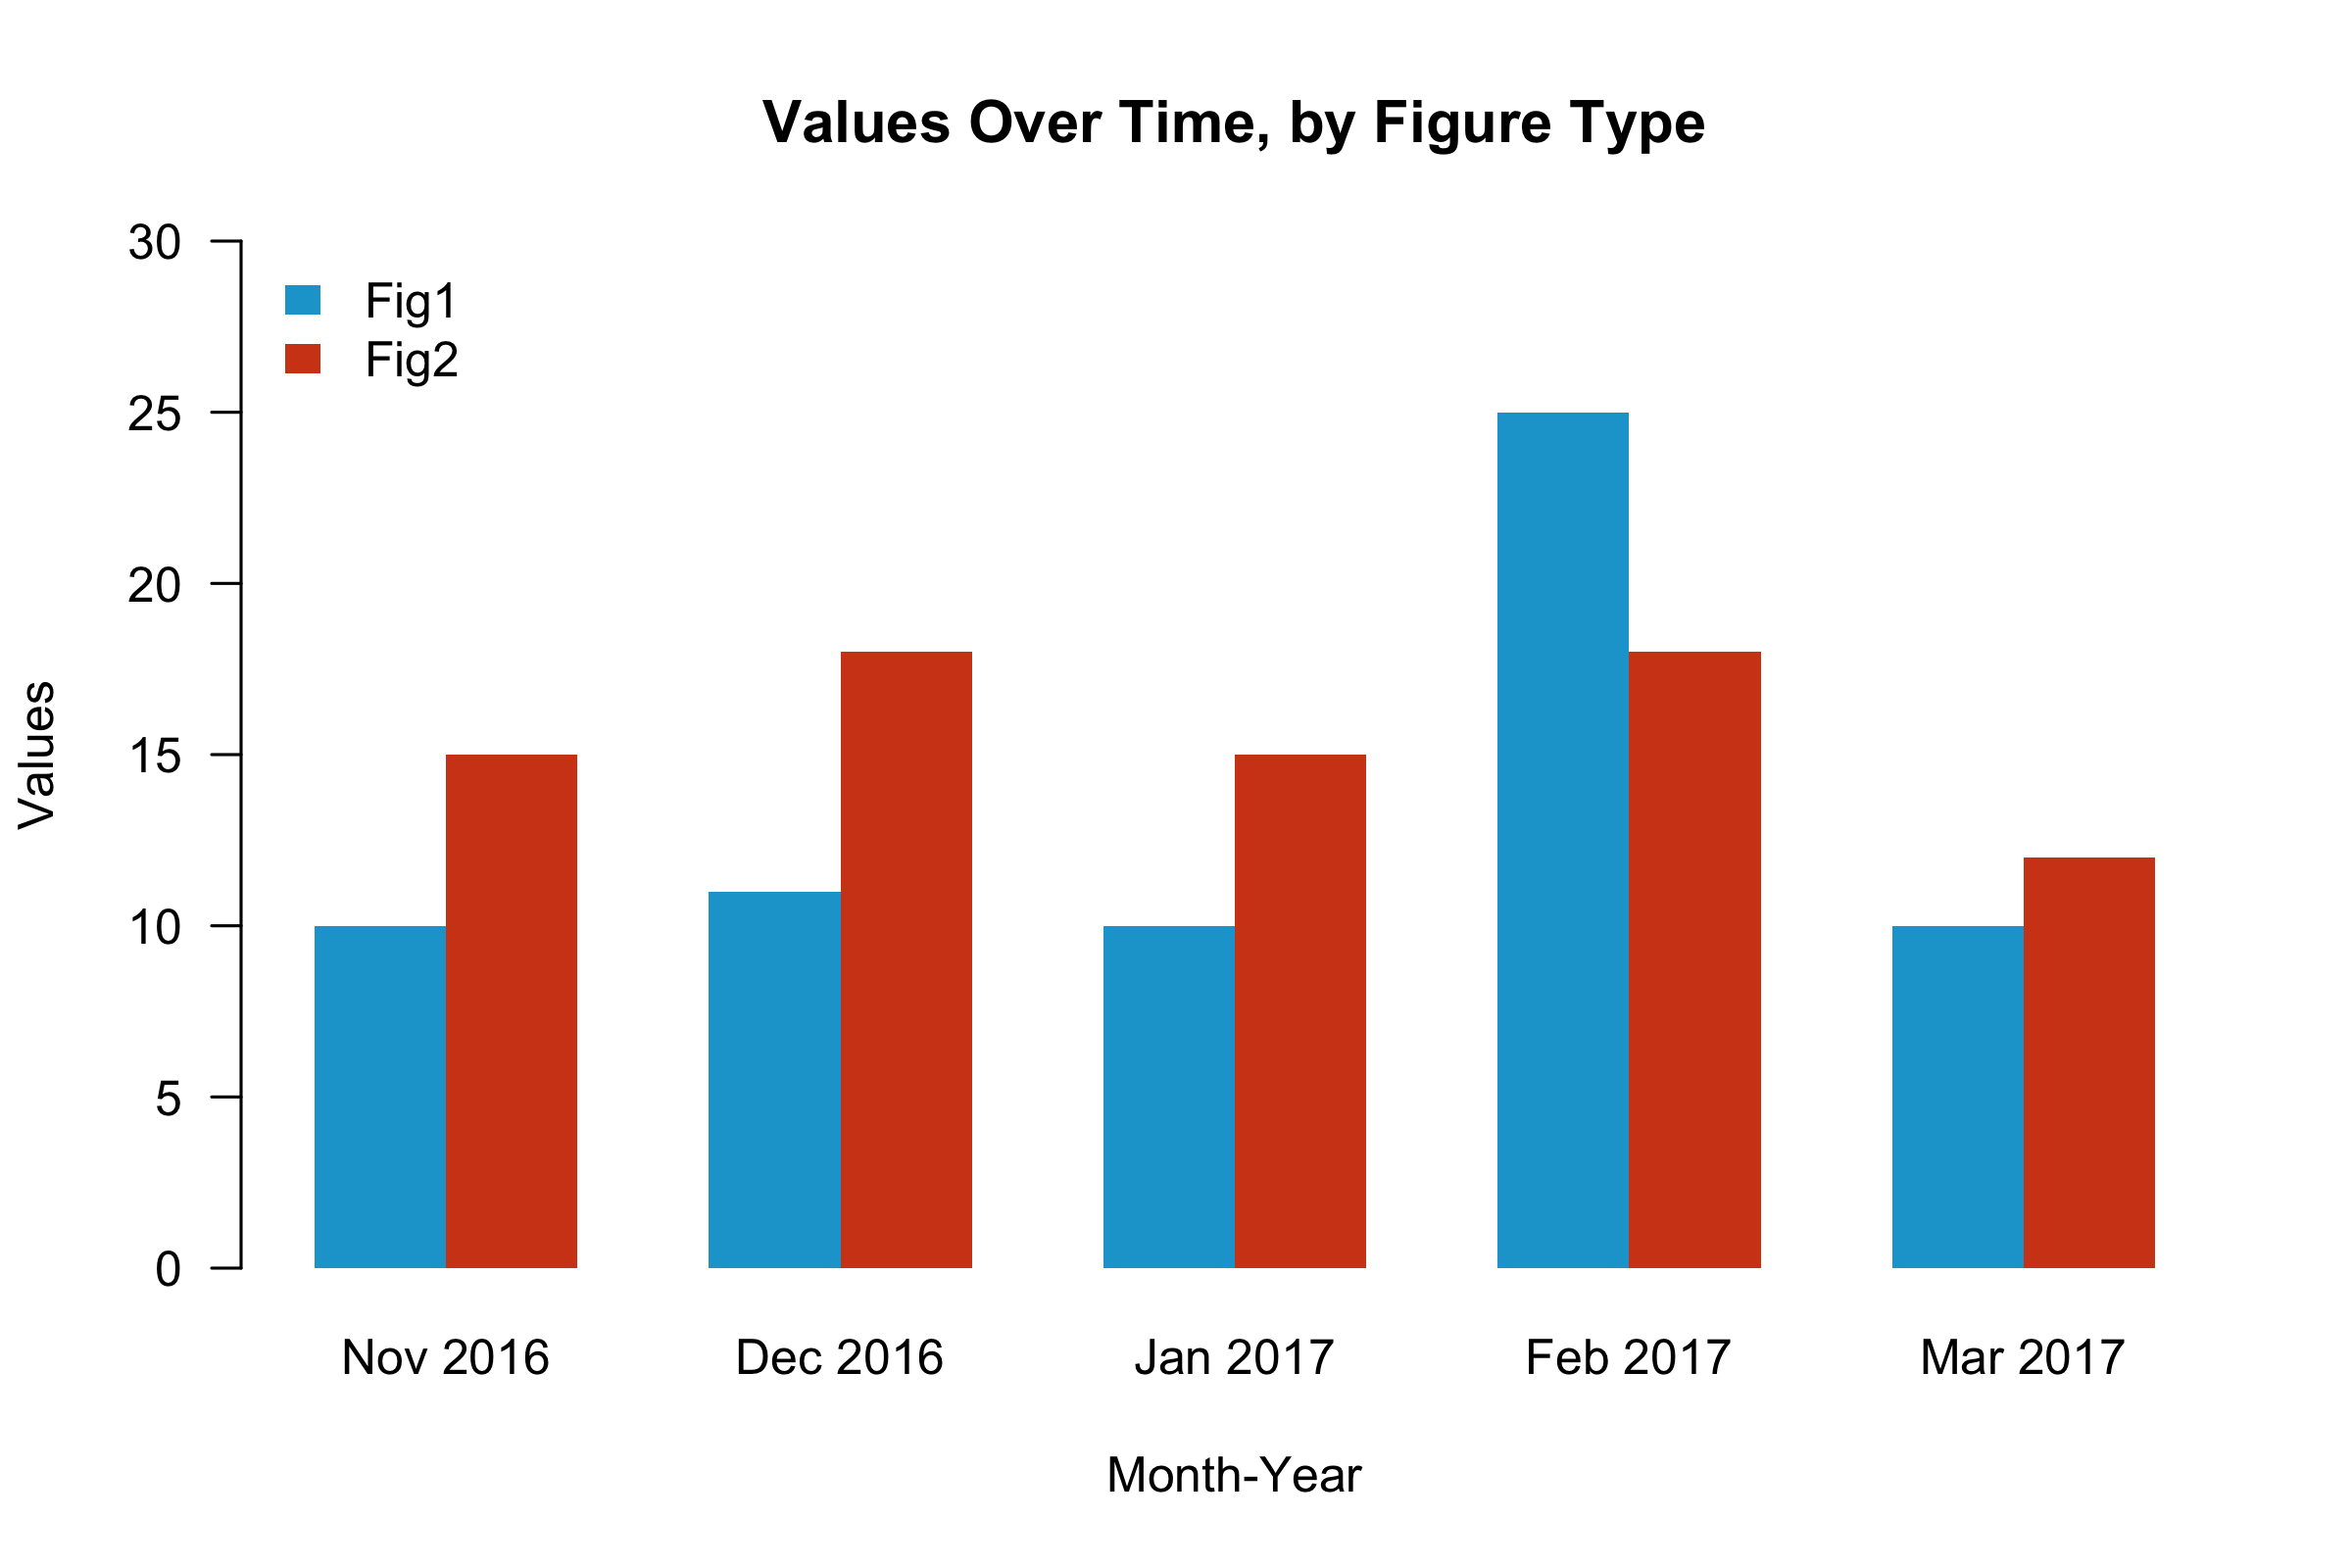 Values Over Time, by Figure Type
30
Fig1
Fig2
25
20
15
10
5
0
Values
Nov 2016 Dec 2016 Jan 2017 Feb 2017 Mar 2017
Month-Year